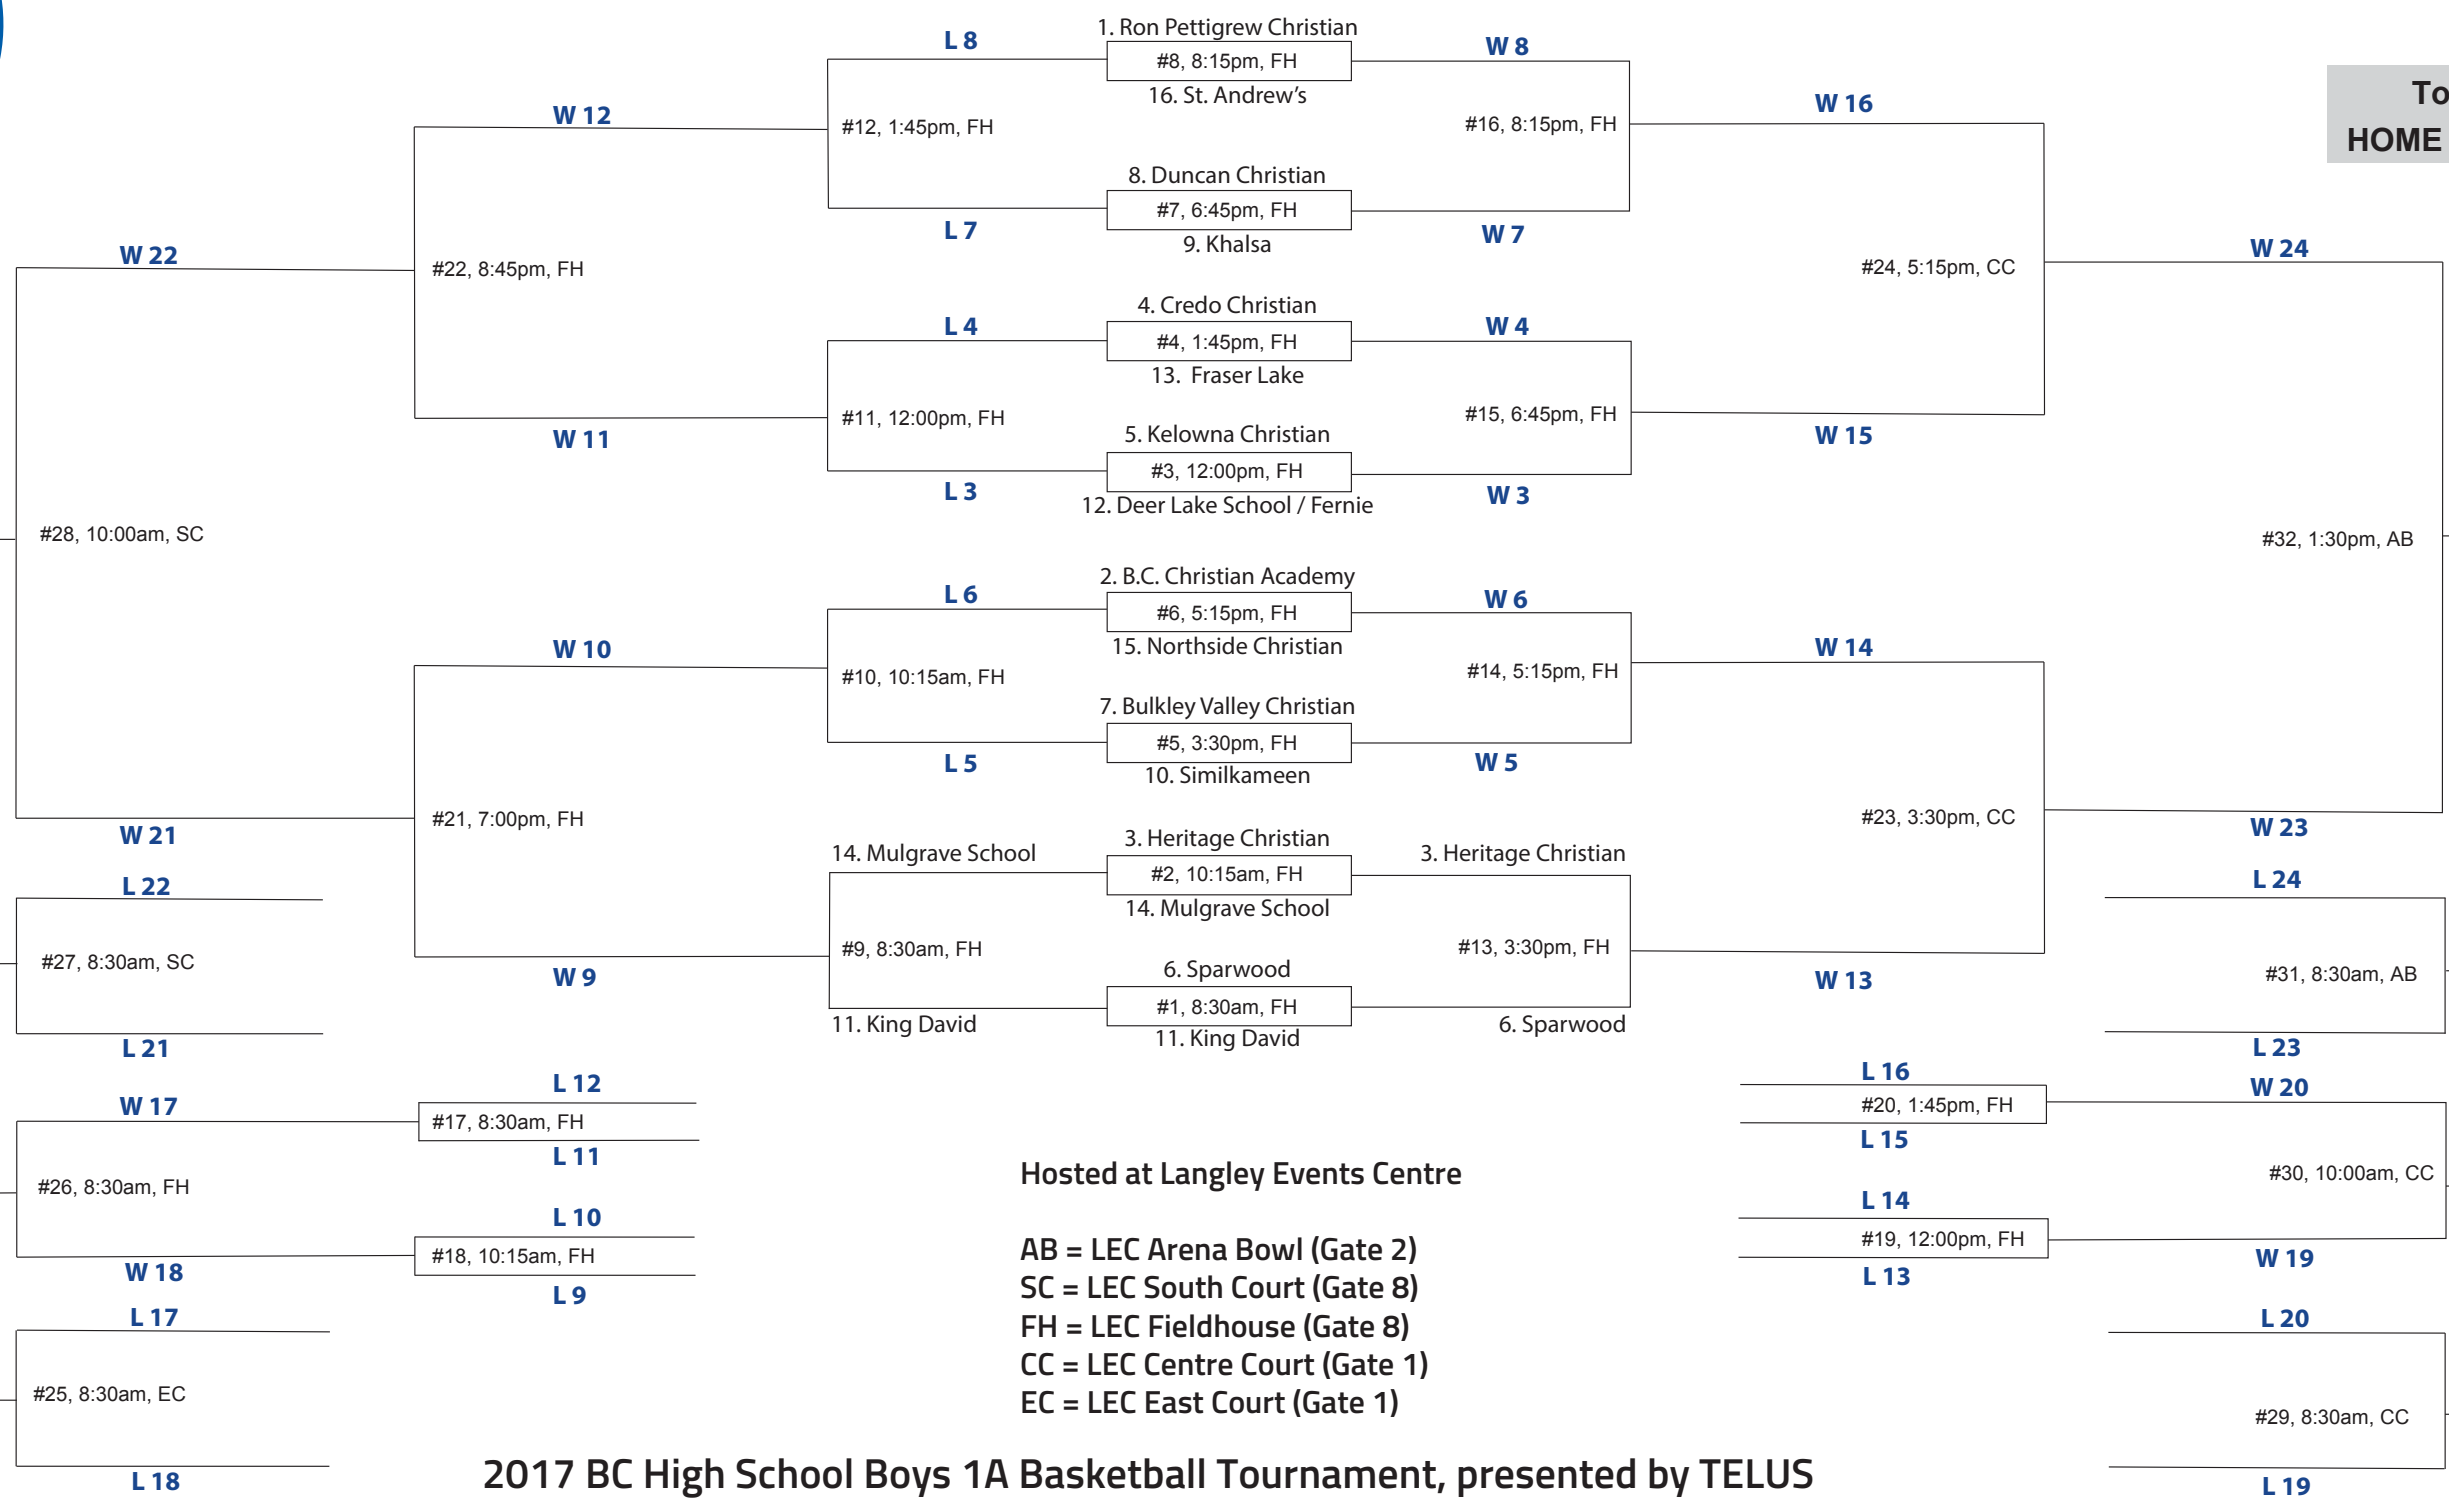 L 8
1. Ron Pettigrew Christian
#8, 8:15pm, FH
16. St. Andrew’s
W 8
To
HOME
W 12
#12, 1:45pm, FH
#16, 8:15pm, FH
W 16
8. Duncan Christian
#7, 6:45pm, FH
9. Khalsa
L 7
W 7
W 22
#22, 8:45pm, FH
#24, 5:15pm, CC
W 24
4. Credo Christian
L 4
#4, 1:45pm, FH
W 4
13. Fraser Lake
W 11
#11, 12:00pm, FH
#15, 6:45pm, FH
W 15
5. Kelowna Christian
#3, 12:00pm, FH
L 3
W 3
12. Deer Lake School / Fernie
#28, 10:00am, SC
#32, 1:30pm, AB
2. B.C. Christian Academy
L 6
#6, 5:15pm, FH
W 6
15. Northside Christian
W 10
#10, 10:15am, FH
#14, 5:15pm, FH
W 14
7. Bulkley Valley Christian
#5, 3:30pm, FH
L 5
W 5
10. Similkameen
W 21
#21, 7:00pm, FH
#23, 3:30pm, CC
W 23
14. Mulgrave School
3. Heritage Christian
3. Heritage Christian
#2, 10:15am, FH
14. Mulgrave School
L 22
L 24
#27, 8:30am, SC
W 9
#9, 8:30am, FH
#13, 3:30pm, FH
W 13
#31, 8:30am, AB
6. Sparwood
#1, 8:30am, FH
11. King David
11. King David
6. Sparwood
L 21
L 23
L 12
L 16
W 17
#17, 8:30am, FH
#20, 1:45pm, FH
W 20
L 11
L 15
#26, 8:30am, FH
#30, 10:00am, CC
L 10
L 14
#18, 10:15am, FH
#19, 12:00pm, FH
W 18
W 19
L 9
L 13
Hosted at Langley Events Centre
AB = LEC Arena Bowl (Gate 2)
SC = LEC South Court (Gate 8)
FH = LEC Fieldhouse (Gate 8)
CC = LEC Centre Court (Gate 1)
EC = LEC East Court (Gate 1)
L 17
L 20
#25, 8:30am, EC
#29, 8:30am, CC
L 18
L 19
2017 BC High School Boys 1A Basketball Tournament, presented by TELUS